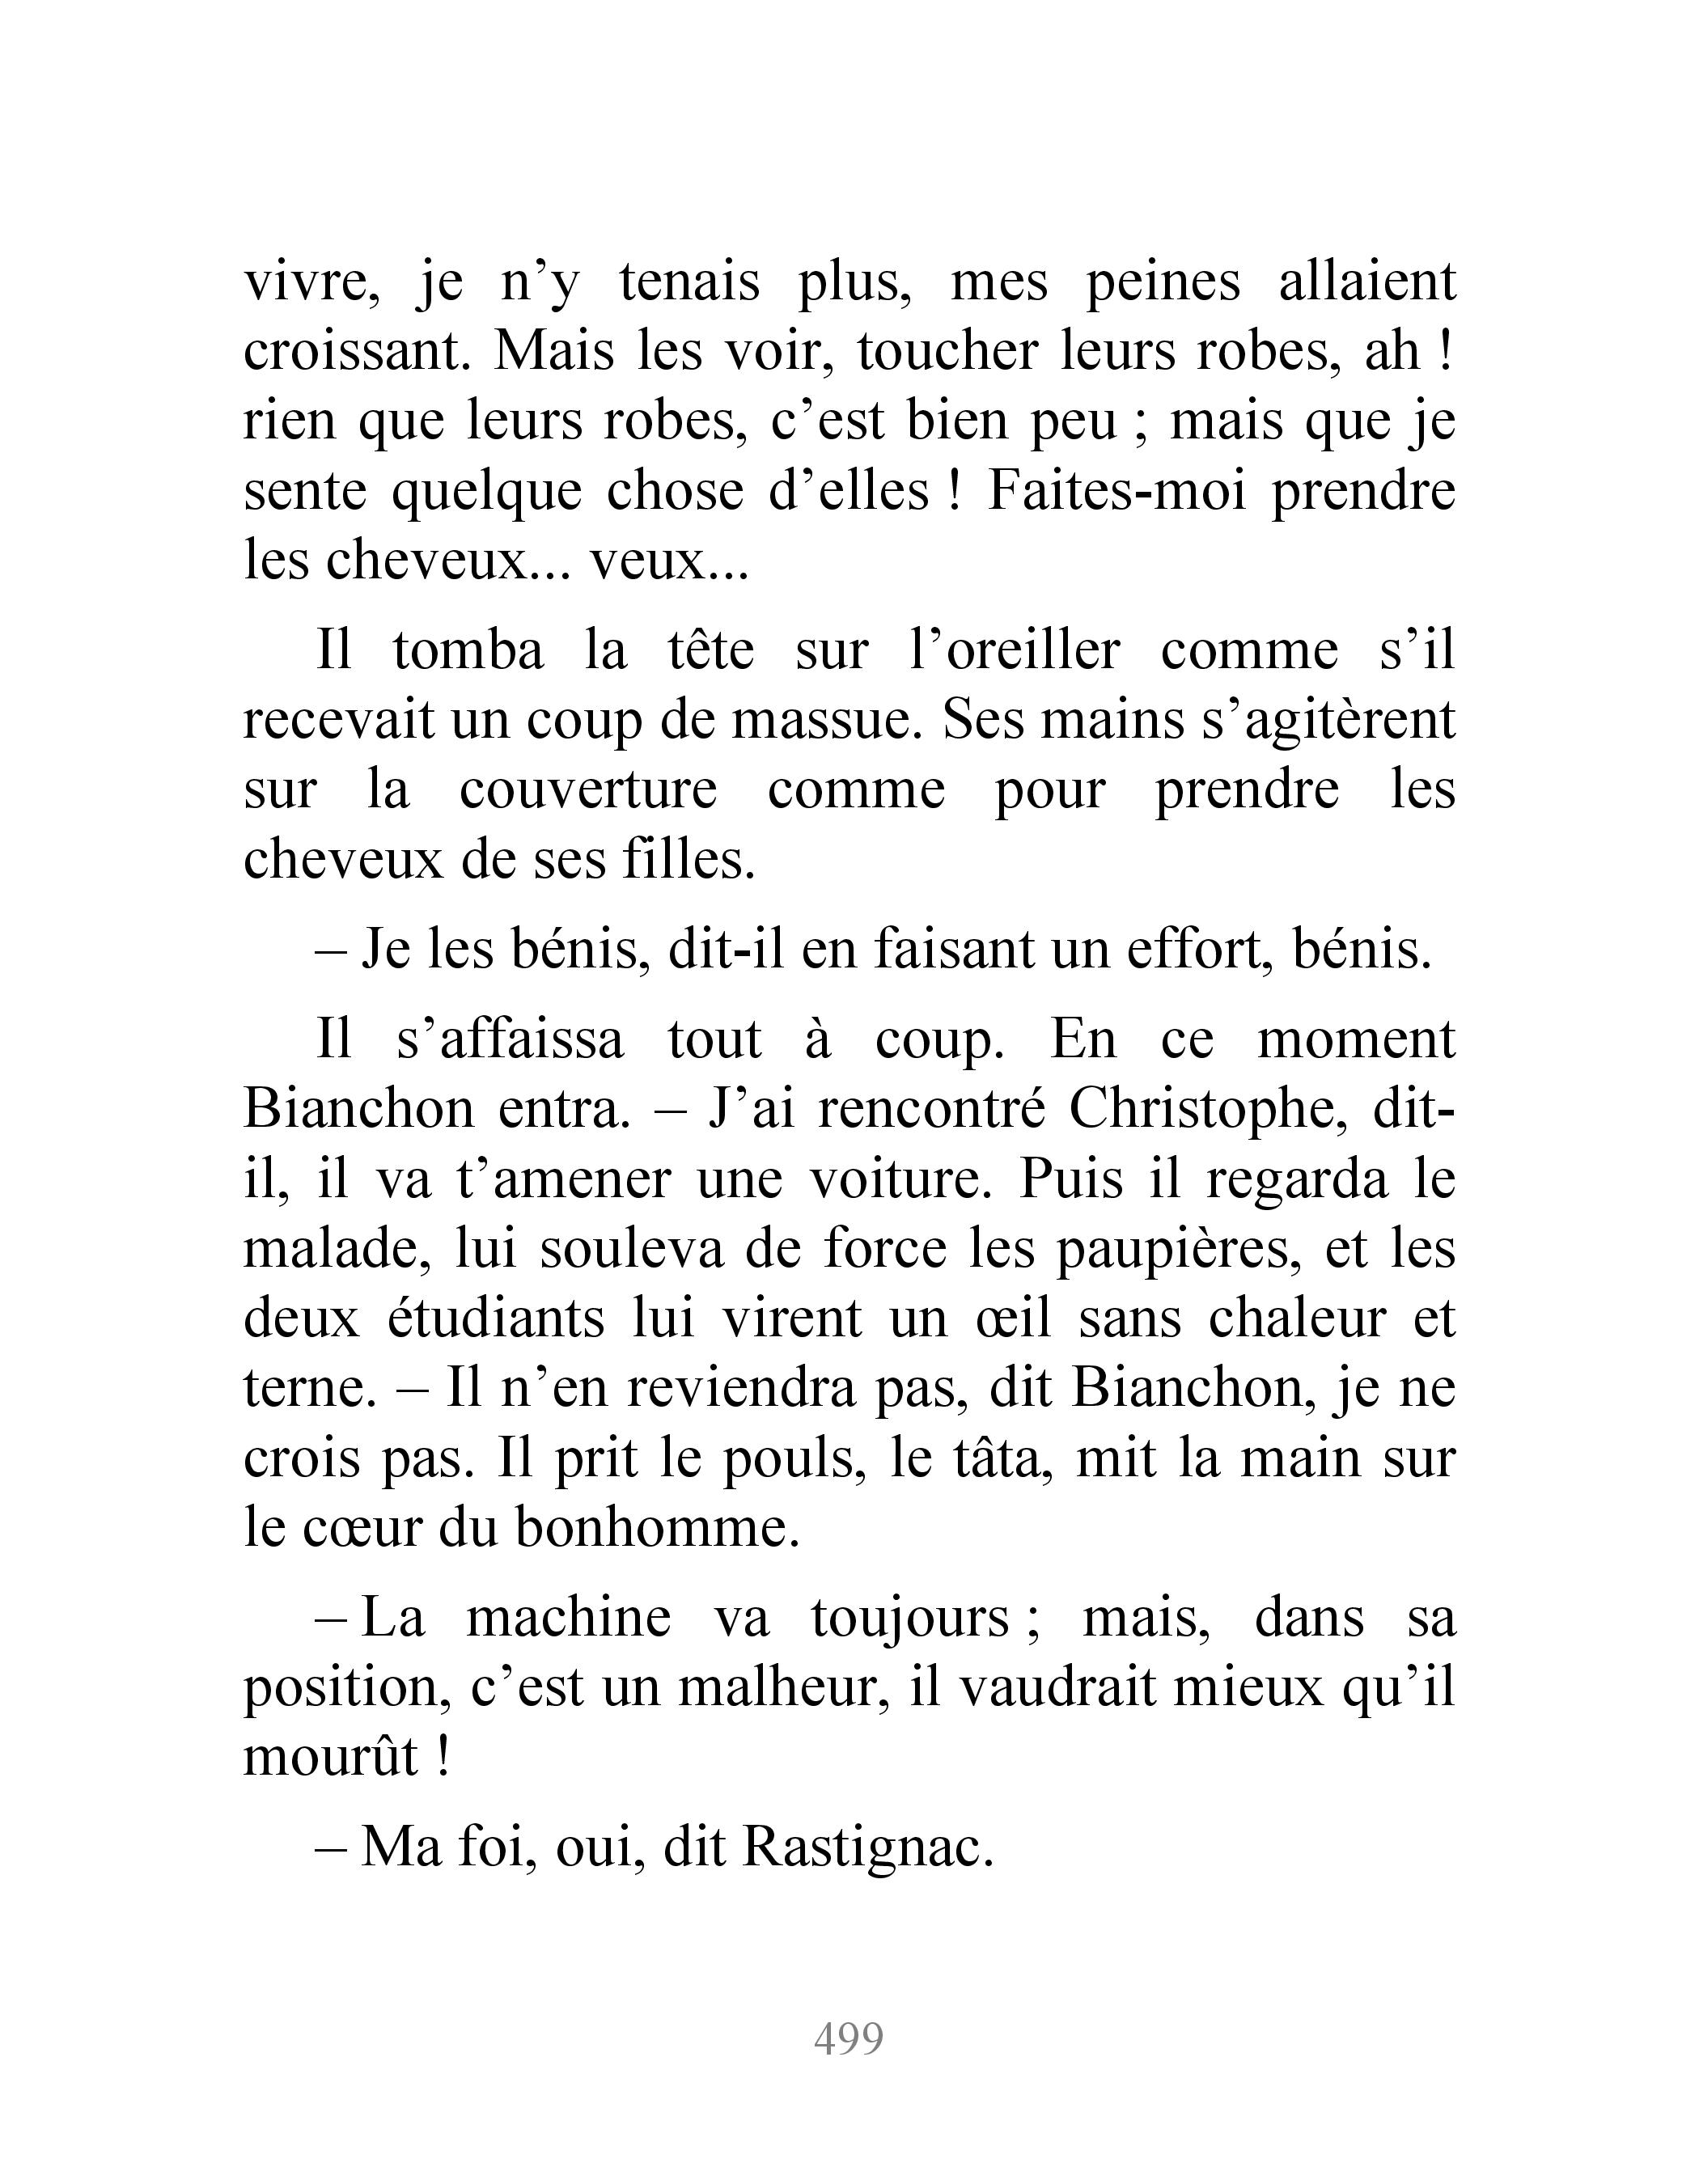 vivre, je n’y tenais plus, mes peines allaient
croissant. Mais les voir, toucher leurs robes, ah !
rien que leurs robes, c’est bien peu ; mais que je
sente quelque chose d’elles ! Faites-moi prendre
les cheveux... veux...
Il tomba la tête sur l’oreiller comme s’il
recevait un coup de massue. Ses mains s’agitèrent
sur la couverture comme pour prendre les
cheveux de ses filles.
– Je les bénis, dit-il en faisant un effort, bénis.
Il s’affaissa tout à coup. En ce moment
Bianchon entra. – J’ai rencontré Christophe, dit-
il, il va t’amener une voiture. Puis il regarda le
malade, lui souleva de force les paupières, et les
deux étudiants lui virent un œil sans chaleur et
terne. – Il n’en reviendra pas, dit Bianchon, je ne
crois pas. Il prit le pouls, le tâta, mit la main sur
le cœur du bonhomme.
– La machine va toujours ; mais, dans sa
position, c’est un malheur, il vaudrait mieux qu’il
mourût !
– Ma foi, oui, dit Rastignac.
499